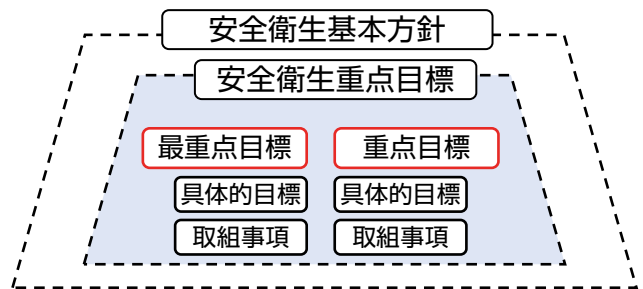 安全衛生基本方針
安全衛生重点目標
最重点目標 重点目標
具体的目標 具体的目標
取組事項 取組事項